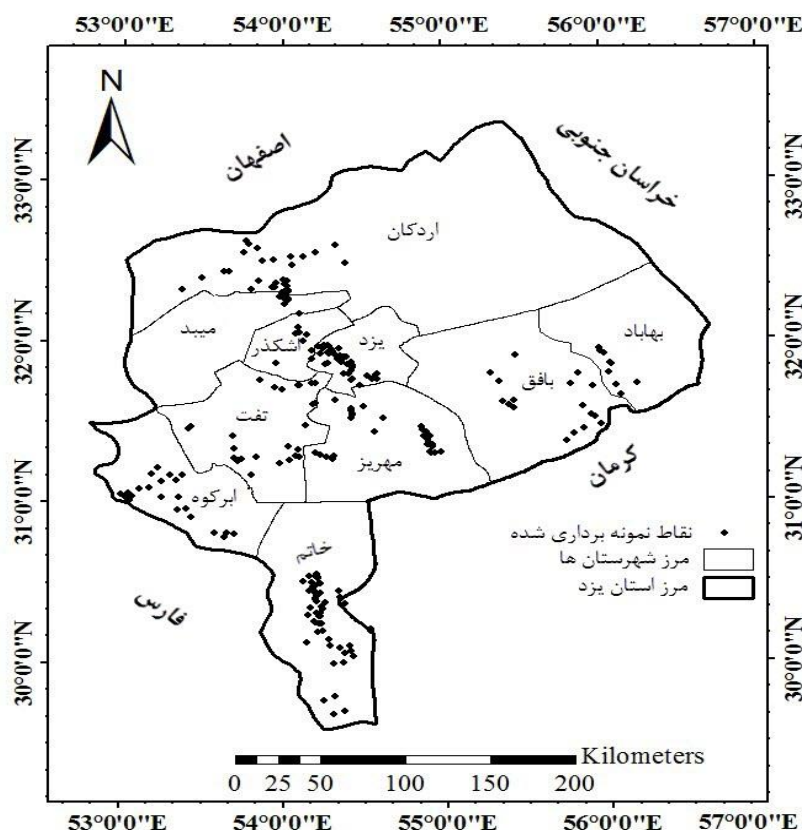 53°0'0"E 54°0'0"E 55°0'0"E 56°0'0"E 57°0'0"E
N
اصفهان
خراسان جنوبی
33°0'0"N
33°0'0"N
اردکان
میبد
اشکذر
یزد
بهاباد
32°0'0"N
32°0'0"N
بافق
تفت
مهریز
کرمان
ابرکوه
31°0'0"N
31°0'0"N
نقاط نمونه برداری شده
مرز شهرستان ها
مرز استان یزد
خاتم
فارس
30°0'0"N
30°0'0"N
Kilometers
0 25 50 100 150 200
53°0'0"E 54°0'0"E 55°0'0"E 56°0'0"E 57°0'0"E